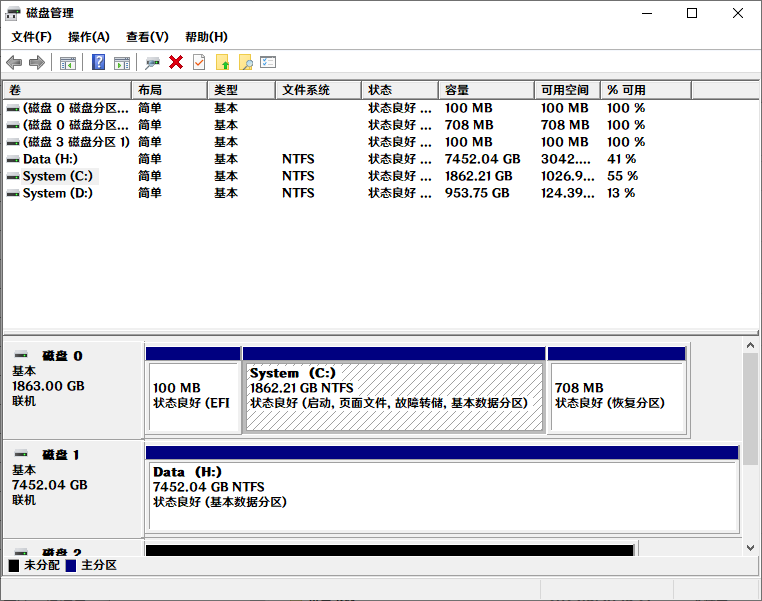 磁盘管理
文件(F) 操作(A) 查看(V) 帮助(H)
卷 布局 类型 文件系统 状态 容量 可用空间 % 可用
(磁盘 0 磁盘分区... 简单 基本 状态良好 ... 100 MB 100 MB 100 %
(磁盘 0 磁盘分区... 简单 基本 状态良好 ... 708 MB 708 MB 100 %
(磁盘 3 磁盘分区 1) 简单 基本 状态良好 ... 100 MB 100 MB 100 %
Data (H:) 简单 基本 NTFS 状态良好 ... 7452.04 GB 3042.... 41 %
System (C:) 简单 基本 NTFS 状态良好 ... 1862.21 GB 1026.9... 55 %
System (D:) 简单 基本 NTFS 状态良好 ... 953.75 GB 124.39... 13 %
磁盘 0
基本
1863.00 GB
联机
100 MB
状态良好 (EFI
System (C:)
1862.21 GB NTFS
状态良好 (启动, 页面文件, 故障转储, 基本数据分区)
708 MB
状态良好 (恢复分区)
磁盘 1
基本
7452.04 GB
联机
Data (H:)
7452.04 GB NTFS
状态良好 (基本数据分区)
磁盘 2
未分配 主分区